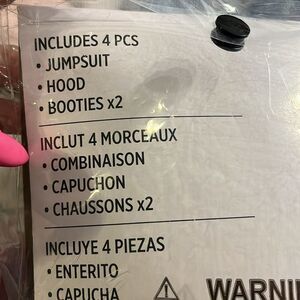 INCLUDES 4 PCS
• JUMPSUIT
• HOOD
• BOOTIES x2
INCLUT 4 MORCEAUX
• COMBINAISON
• CAPUCHON
• CHAUSSONS x2
INCLUYE 4 PIEZAS
• ENTERITO
• CAPUCHA